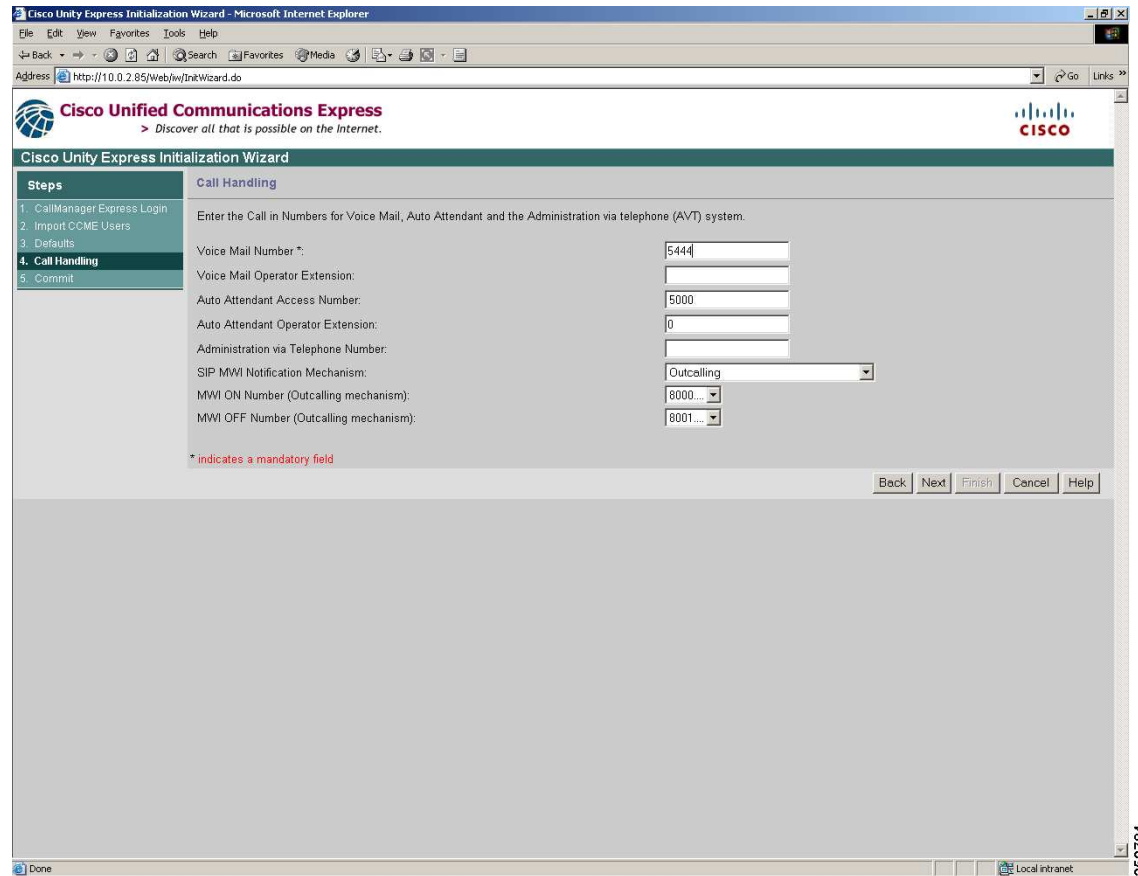 Cisco Unity Express Initialization Wizard - Microsoft Internet Explorer
File Edit View Favorites Tools Help
Back Search Favorites Media
Address http://10.0.2.85/Web/iw/InitWizard.do Go Links »
Cisco Unified Communications Express
> Discover all that is possible on the Internet.
CISCO
Cisco Unity Express Initialization Wizard
Steps
1. CallManager Express Login
2. Import CCME Users
3. Defaults
4. Call Handling
5. Commit
Call Handling
Enter the Call in Numbers for Voice Mail, Auto Attendant and the Administration via telephone (AVT) system.
Voice Mail Number *: 5444
Voice Mail Operator Extension:
Auto Attendant Access Number: 5000
Auto Attendant Operator Extension: 0
Administration via Telephone Number:
SIP MWI Notification Mechanism: Outcalling
MWI ON Number (Outcalling mechanism): 8000....
MWI OFF Number (Outcalling mechanism): 8001....
* indicates a mandatory field
Back Next Finish Cancel Help
Done Local intranet